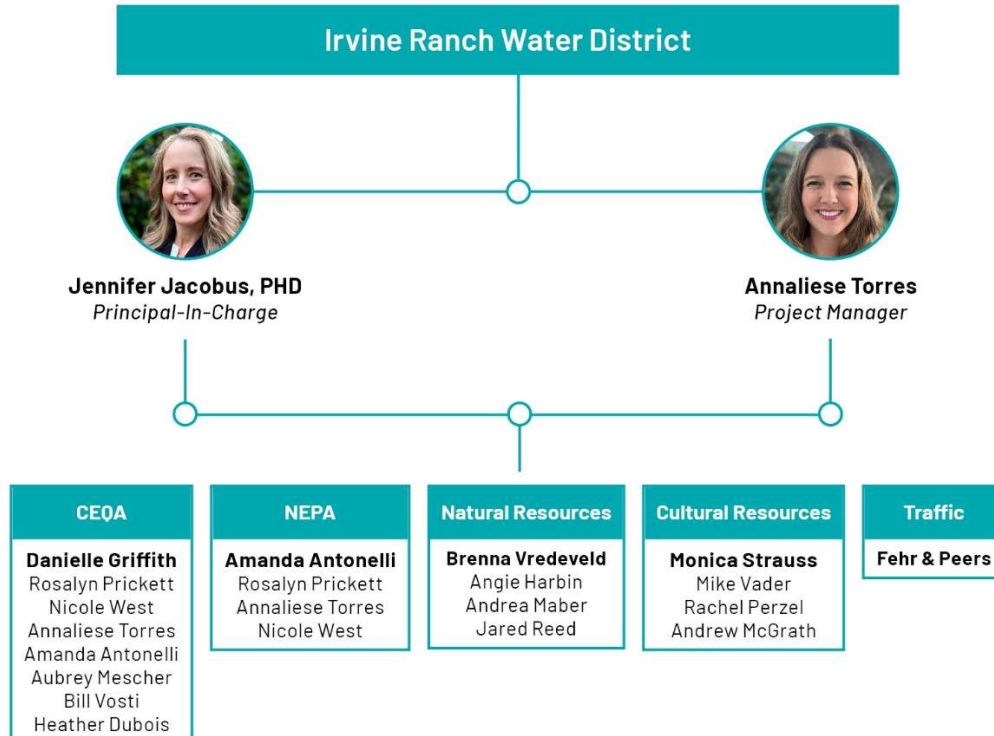 Irvine Ranch Water District
Jennifer Jacobus, PHD
Principal-In-Charge
Annaliese Torres
Project Manager
CEQA
Danielle Griffith
Rosalyn Prickett
Nicole West
Annaliese Torres
Amanda Antonelli
Aubrey Mescher
Bill Vosti
Heather Dubois
NEPA
Amanda Antonelli
Rosalyn Prickett
Annaliese Torres
Nicole West
Natural Resources
Brenna Vredeveld
Angie Harbin
Andrea Maber
Jared Reed
Cultural Resources
Monica Strauss
Mike Vader
Rachel Perzel
Andrew McGrath
Traffic
Fehr & Peers